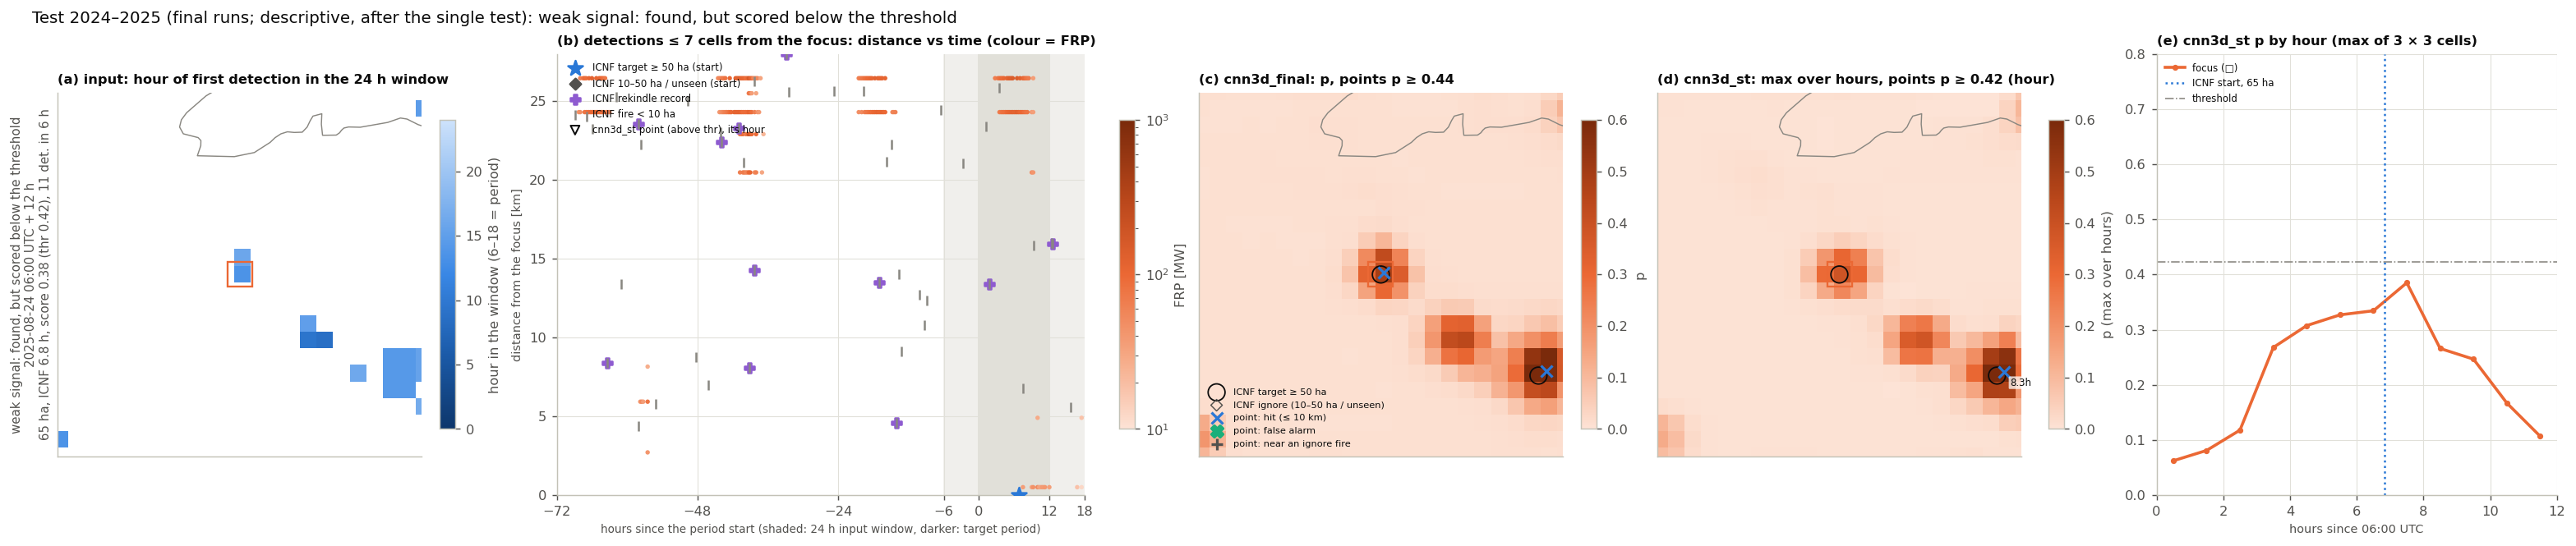 Test 2024–2025 (final runs; descriptive, after the single test): weak signal: found, but scored below the threshold
weak signal: found, but scored below the threshold
2025-08-24 06:00 UTC + 12 h
65 ha, ICNF 6.8 h, score 0.38 (thr 0.42), 11 det. in 6 h
(a) input: hour of first detection in the 24 h window
20
15
10
5
0
hour in the window (6–18 = period)
(b) detections ≤ 7 cells from the focus: distance vs time (colour = FRP)
ICNF target ≥ 50 ha (start)
ICNF 10–50 ha / unseen (start)
ICNF rekindle record
ICNF fire < 10 ha
cnn3d_st point (above thr), its hour
25
20
15
10
5
0
distance from the focus [km]
−72
−48
−24
−6
0
12
18
hours since the period start (shaded: 24 h input window, darker: target period)
10³
10²
10¹
FRP [MW]
(c) cnn3d_final: p, points p ≥ 0.44
ICNF target ≥ 50 ha
ICNF ignore (10–50 ha / unseen)
point: hit (≤ 10 km)
point: false alarm
point: near an ignore fire
0.6
0.5
0.4
0.3
0.2
0.1
0.0
p
(d) cnn3d_st: max over hours, points p ≥ 0.42 (hour)
8.3h
0.6
0.5
0.4
0.3
0.2
0.1
0.0
p (max over hours)
(e) cnn3d_st p by hour (max of 3 × 3 cells)
focus (□)
ICNF start, 65 ha
threshold
0.8
0.7
0.6
0.5
0.4
0.3
0.2
0.1
0.0
0
2
4
6
8
10
12
hours since 06:00 UTC